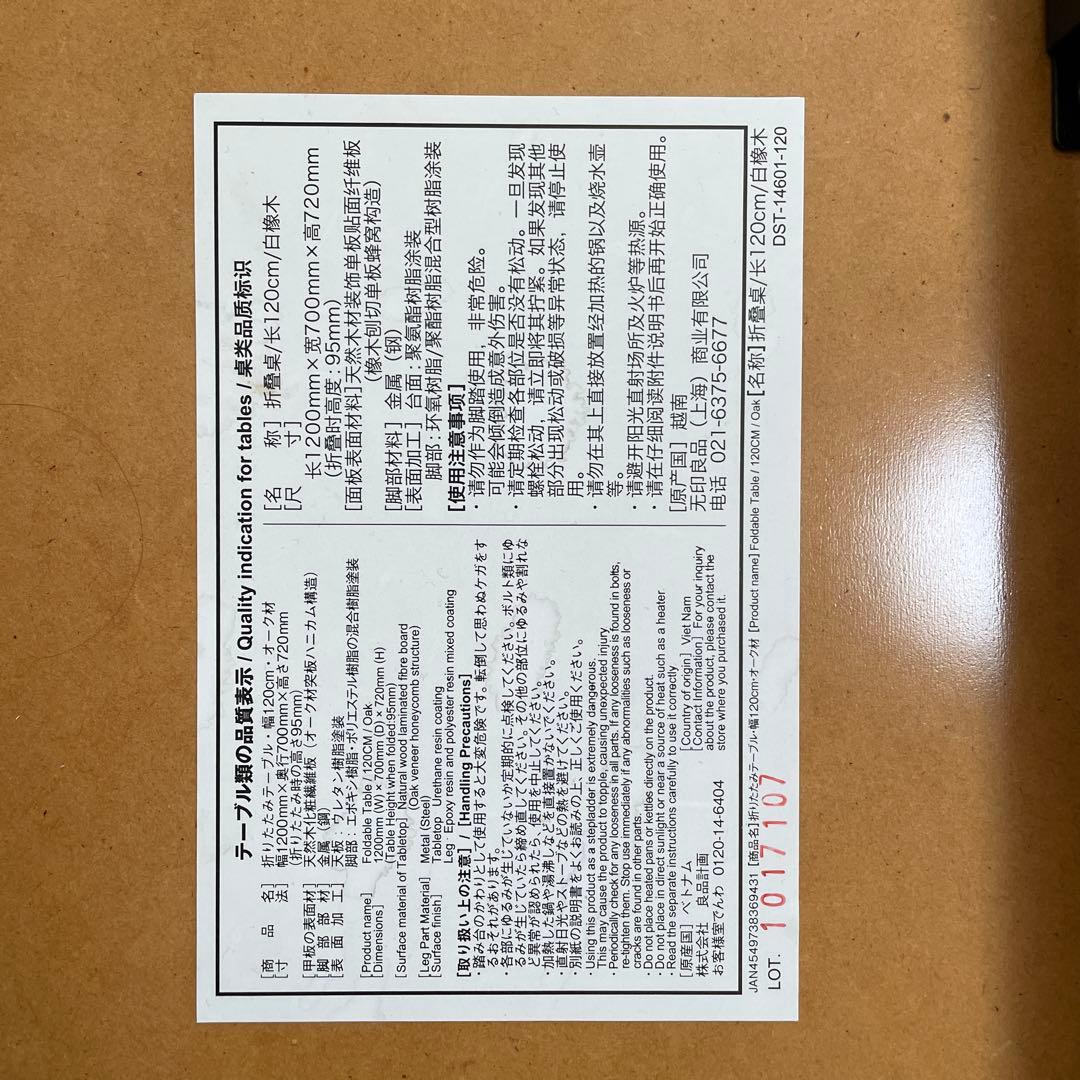 テーブル類の品質表示 / Quality indication for tables / 桌类品质标识
[商品名] 折りたたみテーブル・幅120cm・オーク材
[寸法] 幅1200mm×奥行700mm×高さ720mm
(折りたたみ時の高さ95mm)
[甲板の表面材] 天然木化粧繊維板(オーク材突板ハニカム構造)
[脚部部材] 金属(鋼)
[表面加工] 天板:ウレタン樹脂塗装
脚部:エポキシ樹脂・ポリエステル樹脂の混合樹脂塗装
[Product name] Foldable Table / 120CM / Oak
[Dimensions] 1200mm (W) × 700mm (D) × 720mm (H)
(Table Height when folded:95mm)
[Surface material of Tabletop] Natural wood laminated fibre board
(Oak veneer honeycomb structure)
[Leg Part Material] Metal (Steel)
[Surface finish] Tabletop Urethane resin coating
Leg Epoxy resin and polyester resin mixed coating
[取り扱い上の注意] / [Handling Precautions]
・踏み台のかわりとして使用すると大変危険です。転倒して思わぬケガをす
るおそれがあります。
・各部にゆるみが生じていないか定期的に点検してください。ボルト類にゆ
るみが生じていたら締め直してください。その他の部位にゆるみや割れな
ど異常が認められたら、使用を中止してください。
・加熱した鍋や湯沸しなどを直接置かないでください。
・直射日光やストーブなどの熱を避けてください。
・別紙の説明書をよくお読みの上、正しくご使用ください。
・Using this product as a stepladder is extremely dangerous.
This may cause the product to topple, causing unexpected injury
・Periodically check for any looseness in all parts. If any looseness is found in bolts,
re-tighten them. Stop use immediately if any abnormalities such as looseness or
cracks are found in other parts.
・Do not place heated pans or kettles directly on the product.
・Do not place in direct sunlight or near a source of heat such as a heater
・Read the separate instructions carefully to use it correctly
[原産国] ベトナム
株式会社 良品計画
お客様室でんわ 0120-14-6404
[Country of origin] Viet Nam
[Contact Information] For your inquiry
about the product, please contact the
store where you purchased it.
[名称] 折叠桌/长120cm/白橡木
[尺寸]
长1200mm×宽700mm×高720mm
(折叠时高度:95mm)
[面板表面材料]天然木材装饰单板贴面纤维板
(橡木刨切单板蜂窝构造)
[脚部材料] 金属(钢)
[表面加工] 台面:聚氨酯树脂涂装
脚部:环氧树脂/聚酯树脂混合型树脂涂装
[使用注意事项]
・请勿作为脚踏使用,非常危险。
可能会倾倒造成意外伤害。
・请定期检查各部位是否没有松动。一旦发现
螺栓松动,请立即将其拧紧。如果发现其他
部分出现松动或破损等异常状态,请停止使
用。
・请勿在其上直接放置经加热的锅以及烧水壶
等。
・请避开阳光直射场所及火炉等热源。
・请在仔细阅读附件说明书后再开始正确使用。
[原产国] 越南
无印良品(上海)商业有限公司
电话 021-6375-6677
JAN4549738369431 [商品名]折りたたみテーブル・幅120cm・オーク材 [Product name] Foldable Table / 120CM / Oak [名称]折叠桌/长120cm/白橡木
LOT. 1017107 DST-14601-120